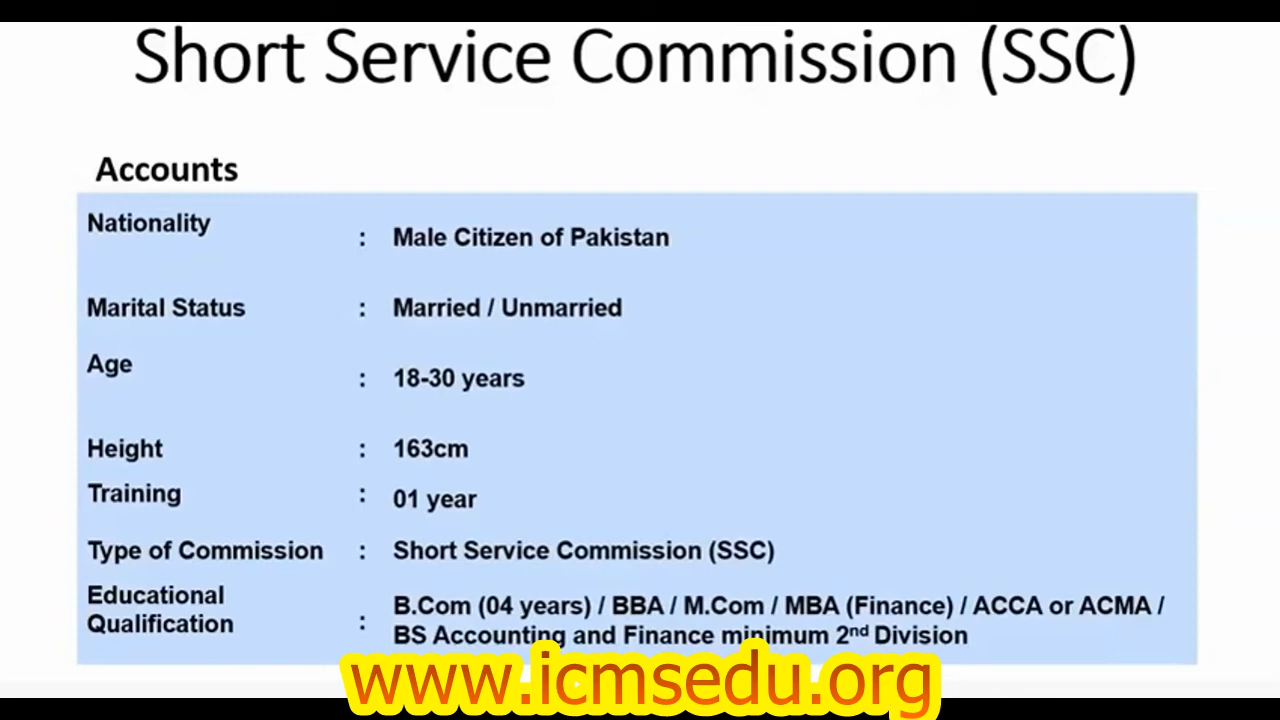 Short Service Commission (SSC)
Accounts
Nationality : Male Citizen of Pakistan
Marital Status : Married / Unmarried
Age : 18-30 years
Height : 163cm
Training : 01 year
Type of Commission : Short Service Commission (SSC)
Educational Qualification : B.Com (04 years) / BBA / M.Com / MBA (Finance) / ACCA or ACMA /
BS Accounting and Finance minimum 2nd Division
www.icmsedu.org